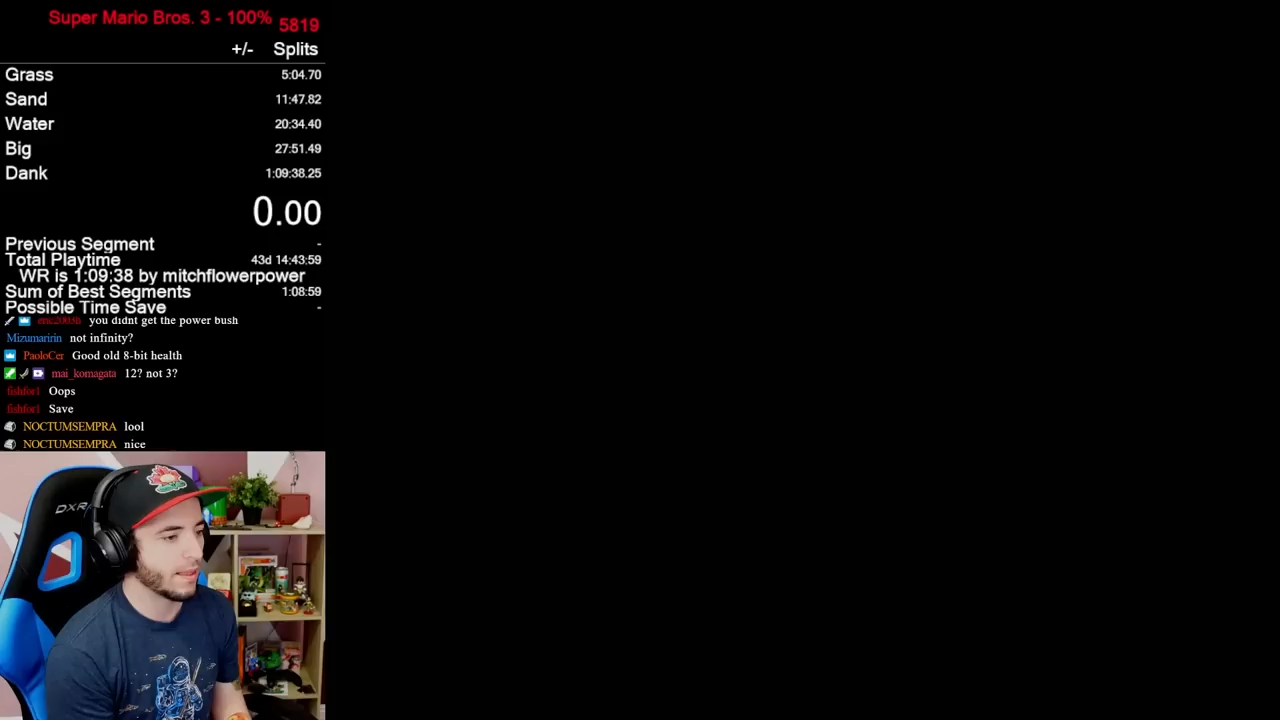 Super Mario Bros. 3 - 100% 5819
+/- Splits
Grass 5:04.70
Sand 11:47.82
Water 20:34.40
Big 27:51.49
Dank 1:09:38.25
0.00
Previous Segment -
Total Playtime 43d 14:43:59
WR is 1:09:38 by mitchflowerpower
Sum of Best Segments 1:08:59
Possible Time Save -
you didnt get the power bush
Mizumaririn not infinity?
PaoloCer Good old 8-bit health
mai_komagata 12? not 3?
fishfor1 Oops
fishfor1 Save
NOCTUMSEMPRA lool
NOCTUMSEMPRA nice
DXR